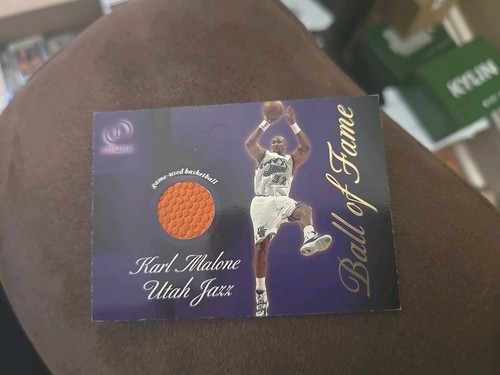 game-used basketball
Karl Malone
Utah Jazz
Ball of Fame
32
KYLIN